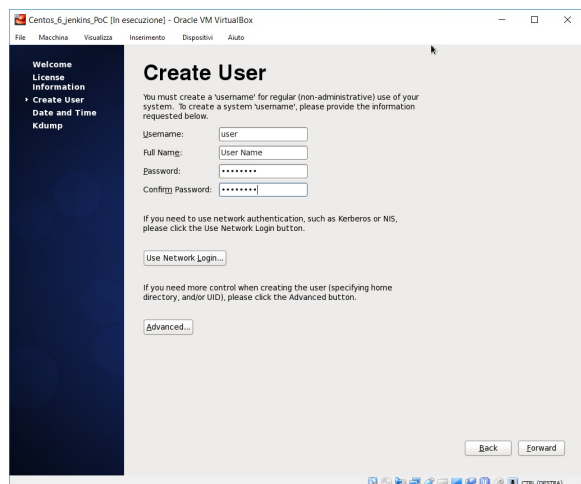 Centos_6_jenkins_PoC [In esecuzione] - Oracle VM VirtualBox
File Macchina Visualizza Inserimento Dispositivi Aiuto
Welcome
License
Information
Create User
Date and Time
Kdump
Create User
You must create a 'username' for regular (non-administrative) use of your
system. To create a system 'username', please provide the information
requested below.
Username: user
Full Name: User Name
Password: ••••••••
Confirm Password: ••••••••
If you need to use network authentication, such as Kerberos or NIS,
please click the Use Network Login button.
Use Network Login...
If you need more control when creating the user (specifying home
directory, and/or UID), please click the Advanced button.
Advanced...
Back Forward
CTRL (DESTRA)